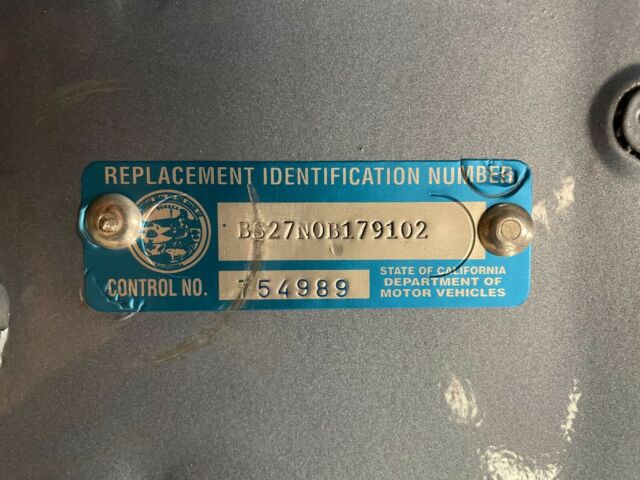 REPLACEMENT IDENTIFICATION NUMBER
BS27N0B179102
CONTROL NO. 754989
STATE OF CALIFORNIA
DEPARTMENT OF
MOTOR VEHICLES